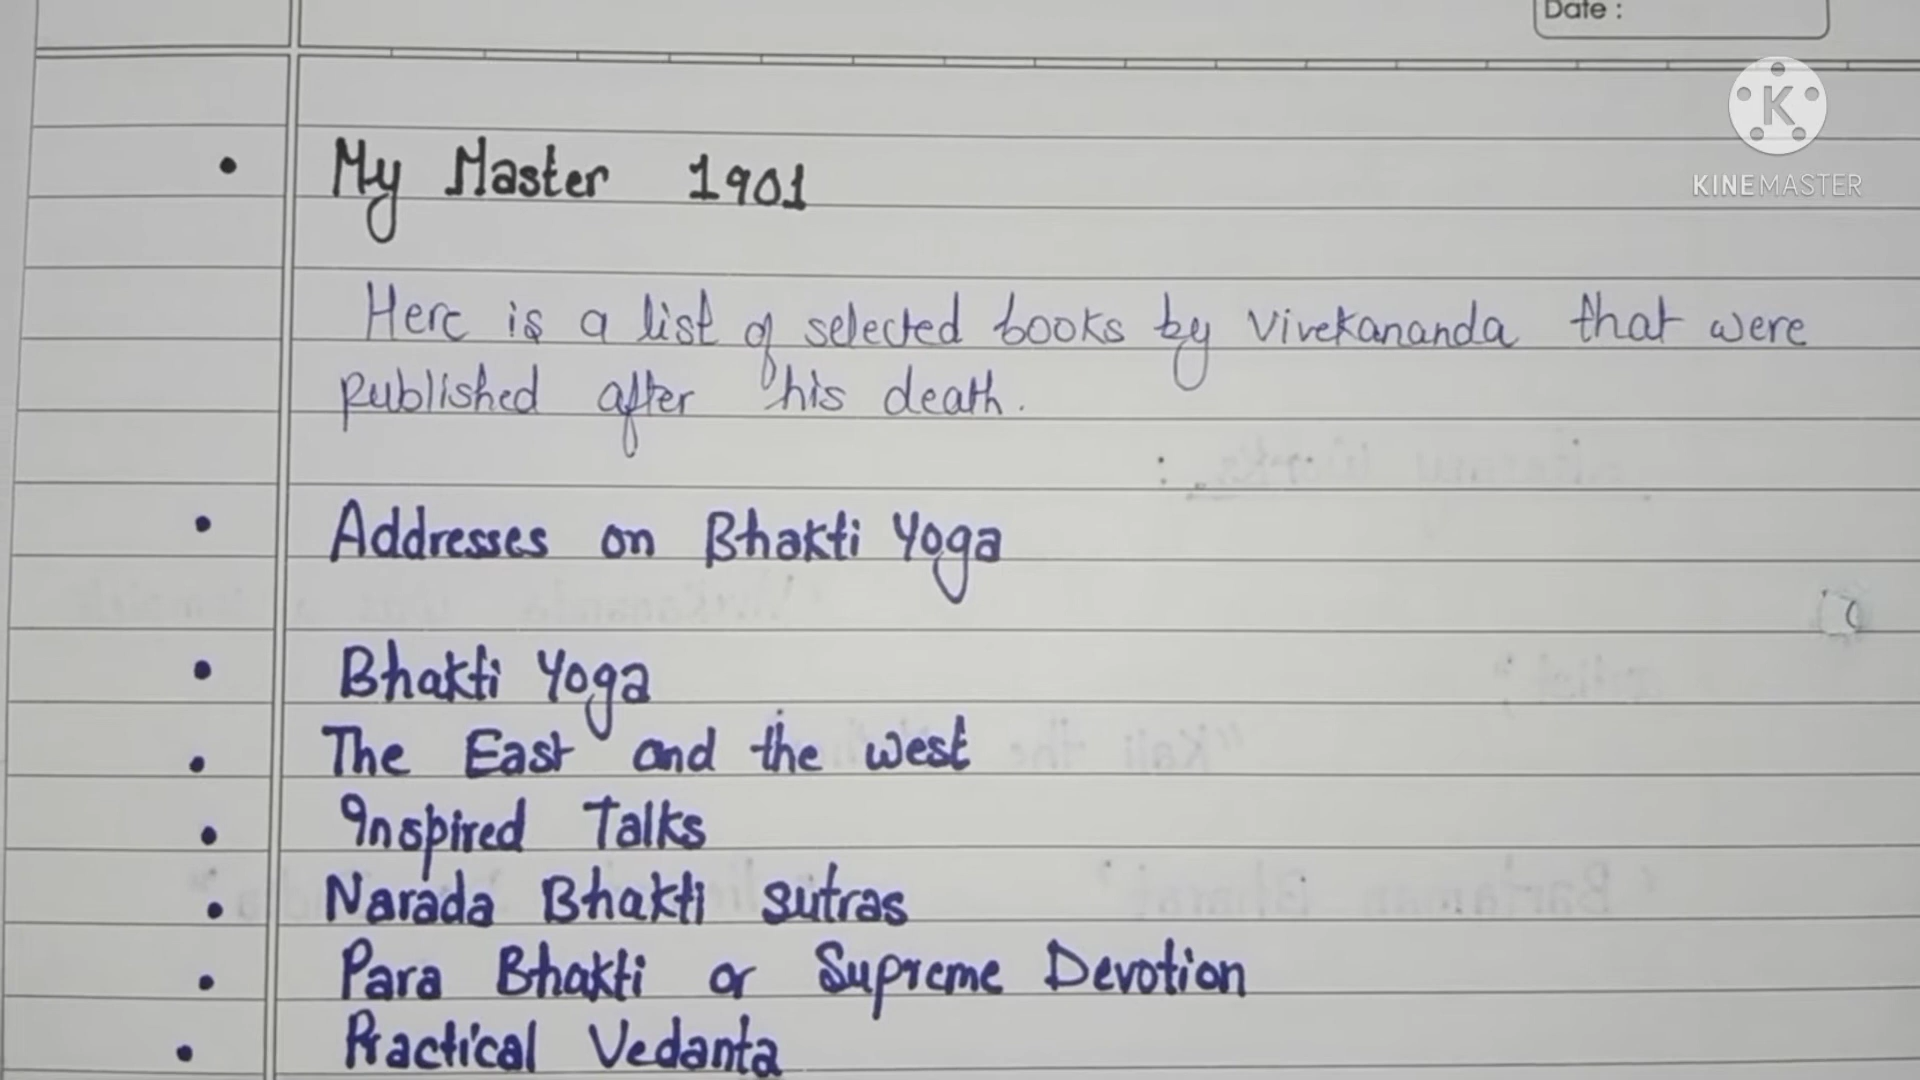 Date :
K
KINEMASTER
• My Master 1901
Here is a list of selected books by Vivekananda that were
published after his death.
• Addresses on Bhakti Yoga
• Bhakti Yoga
• The East and the west
• Inspired Talks
• Narada Bhakti sutras
• Para Bhakti or Supreme Devotion
• Practical Vedanta